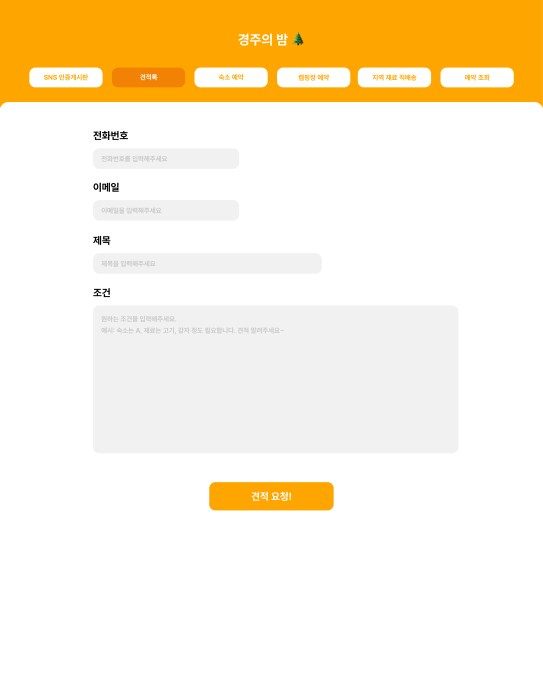 경주의 밤 🌲
SNS 인증게시판
견적톡
숙소 예약
캠핑장 예약
지역 재료 직배송
예약 조회
전화번호
전화번호를 입력해주세요
이메일
이메일을 입력해주세요
제목
제목을 입력해주세요
조건
원하는 조건을 입력해주세요.
예시) 숙소는 A, 재료는 고기, 감자 정도 필요합니다. 견적 알려주세요~
견적 요청!